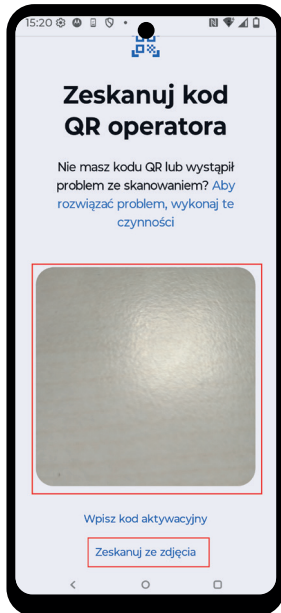 15:20
Zeskanuj kod
QR operatora
Nie masz kodu QR lub wystąpił
problem ze skanowaniem? Aby
rozwiązać problem, wykonaj te
czynności
Wpisz kod aktywacyjny
Zeskanuj ze zdjęcia